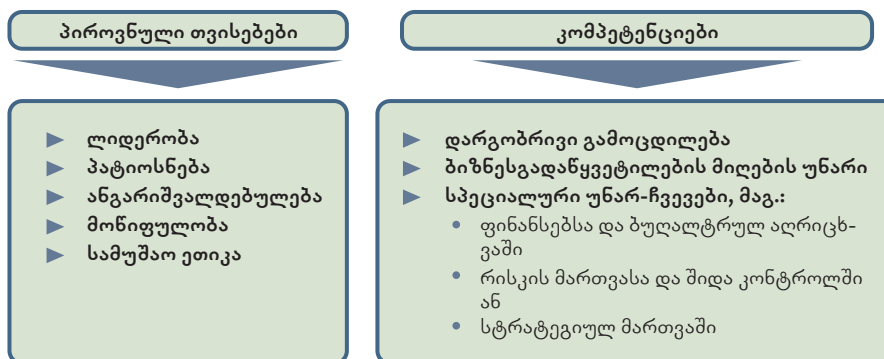 პიროვნული თვისებები
ლიდერობა
პატიოსნება
ანგარიშვალდებულება
მოწიფულობა
სამუშაო ეთიკა
კომპეტენციები
დარგობრივი გამოცდილება
ბიზნესგადაწყვეტილების მიღების უნარი
სპეციალური უნარ-ჩვევები, მაგ.:
ფინანსებსა და ბუღალტრულ აღრიცხ-
ვაში
რისკის მართვასა და შიდა კონტროლში
ან
სტრატეგიულ მართვაში